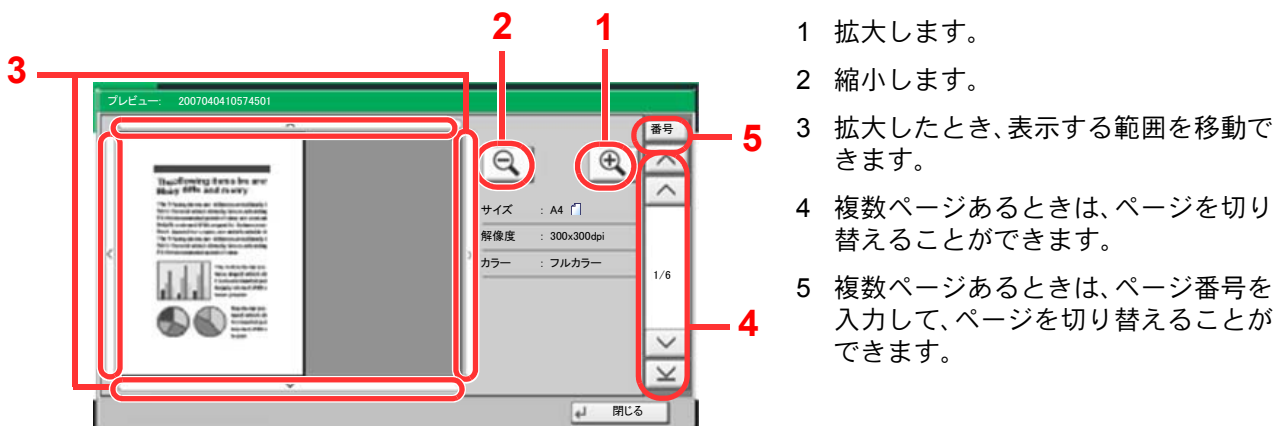 2
1
3
プレビュー: 2007040410574501
番号
5
サイズ : A4
解像度 : 300x300dpi
カラー : フルカラー
1/6
4
閉じる
1 拡大します。
2 縮小します。
3 拡大したとき、表示する範囲を移動で
きます。
4 複数ページあるときは、ページを切り
替えることができます。
5 複数ページあるときは、ページ番号を
入力して、ページを切り替えることが
できます。